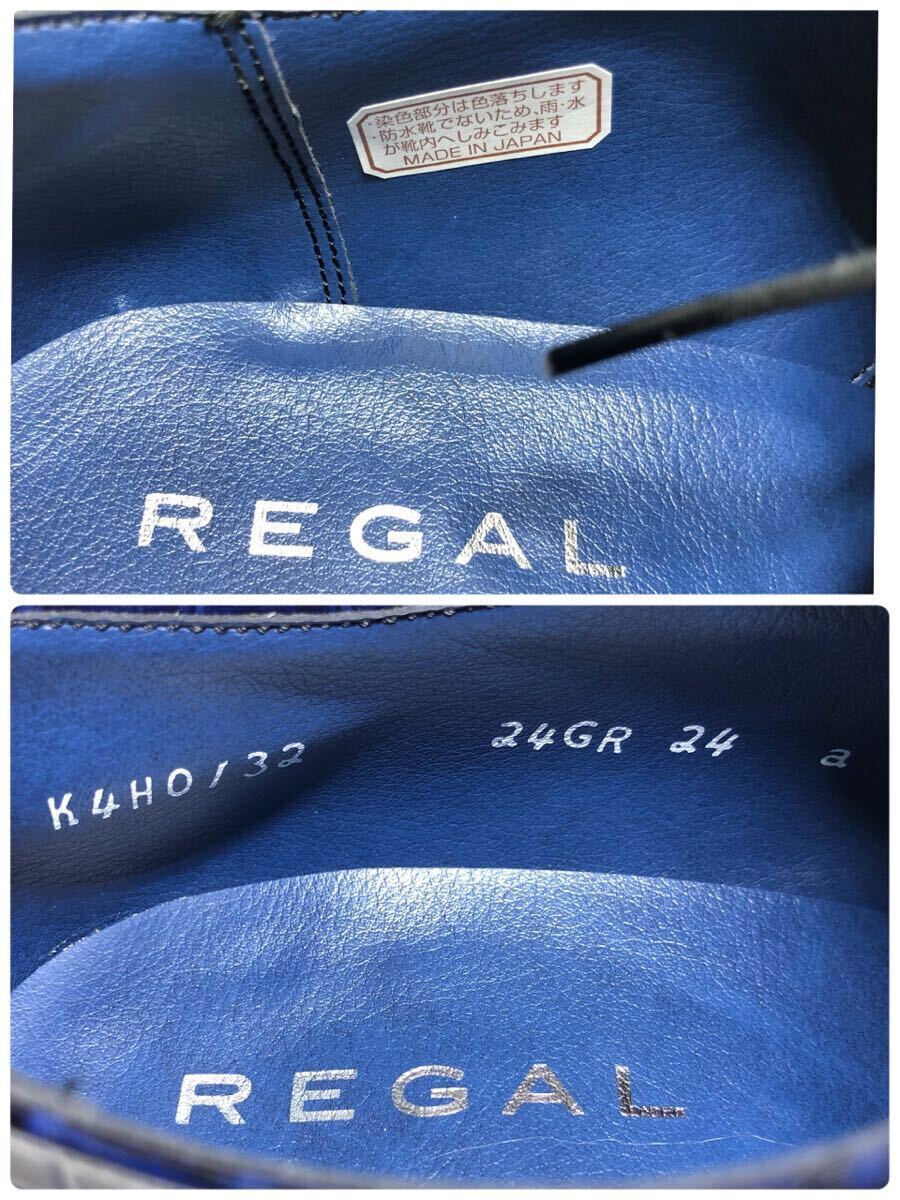 ・染色部分は色落ちします
・防水靴でないため、雨・水
が靴内へしみこみます
MADE IN JAPAN
REGAL
K4H0/32
24GR 24 a
REGAL